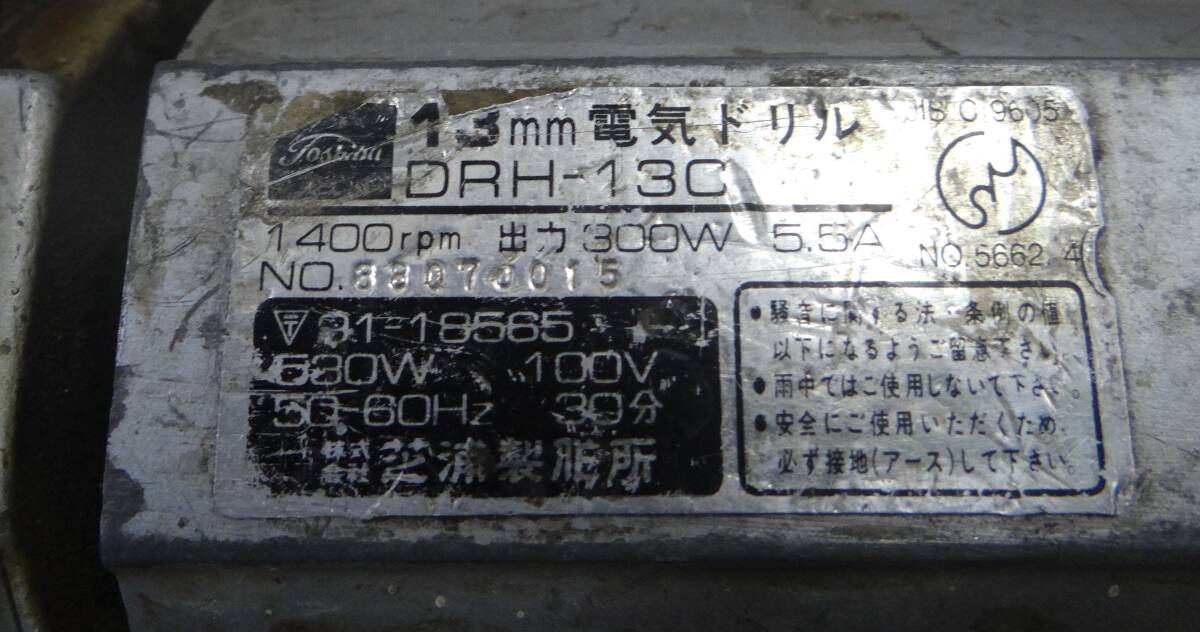 Toshiba
13mm 電気ドリル
DRH-13C
JIS C 9605
NO.5662 4
1400rpm 出力300W 5.5A
NO.
〒 81-18565
530W 100V
50-60Hz 30分
株式会社 芝浦製作所
•騒音に関する法・条例の値
以下になるようご留意下さい。
•雨中ではご使用しないで下さい。
•安全にご使用いただくため.
必ず接地(アース)して下さい。